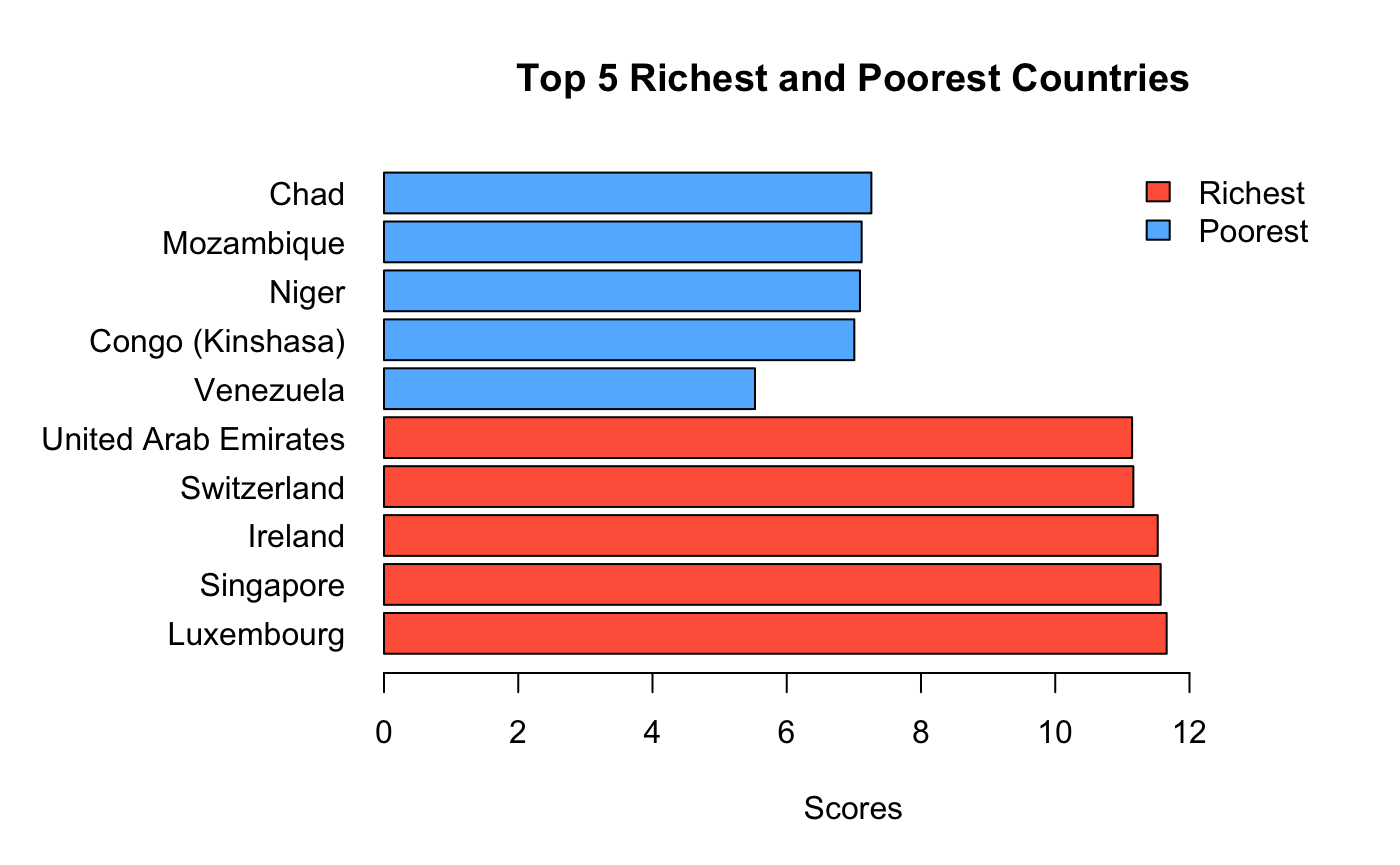 Top 5 Richest and Poorest Countries
Richest
Poorest
Chad
Mozambique
Niger
Congo (Kinshasa)
Venezuela
United Arab Emirates
Switzerland
Ireland
Singapore
Luxembourg
0 2 4 6 8 10 12
Scores